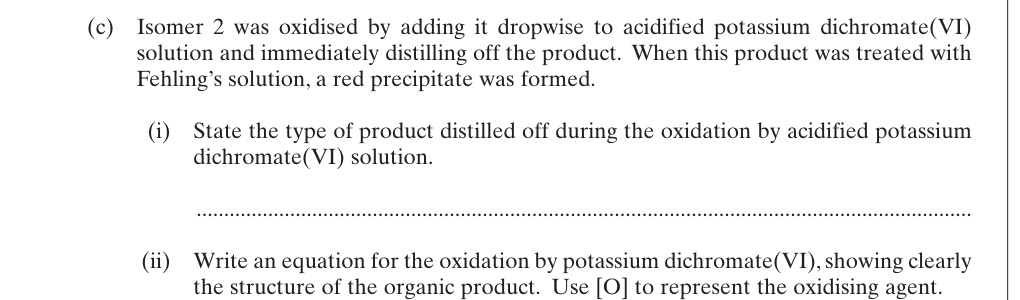 (c) Isomer 2 was oxidised by adding it dropwise to acidified potassium dichromate(VI)
solution and immediately distilling off the product. When this product was treated with
Fehling's solution, a red precipitate was formed.
(i) State the type of product distilled off during the oxidation by acidified potassium
dichromate(VI) solution.
....................................................................................................................................
(ii) Write an equation for the oxidation by potassium dichromate(VI), showing clearly
the structure of the organic product. Use [O] to represent the oxidising agent.